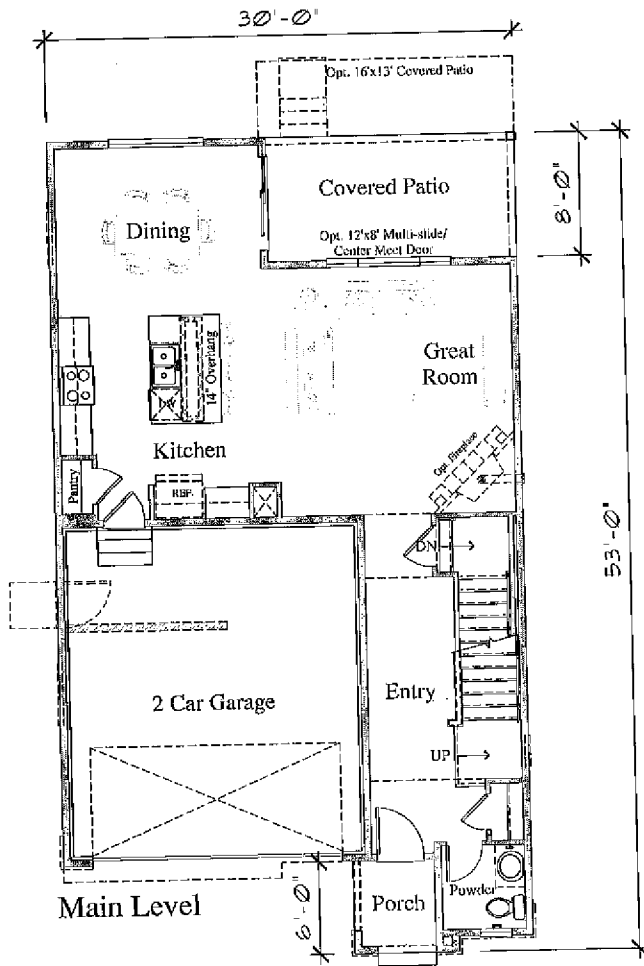 30'-0"
Opt. 16'x13' Covered Patio
Covered Patio
8'-0"
Dining
Opt. 12'x8' Multi-slide/
Center Meet Door
14" Overhang
Great
Room
DW
Kitchen
Opt. Fireplace
Pantry
REF.
DN
53'-0"
2 Car Garage
Entry
UP
Main Level
6'-0"
Porch
Powder